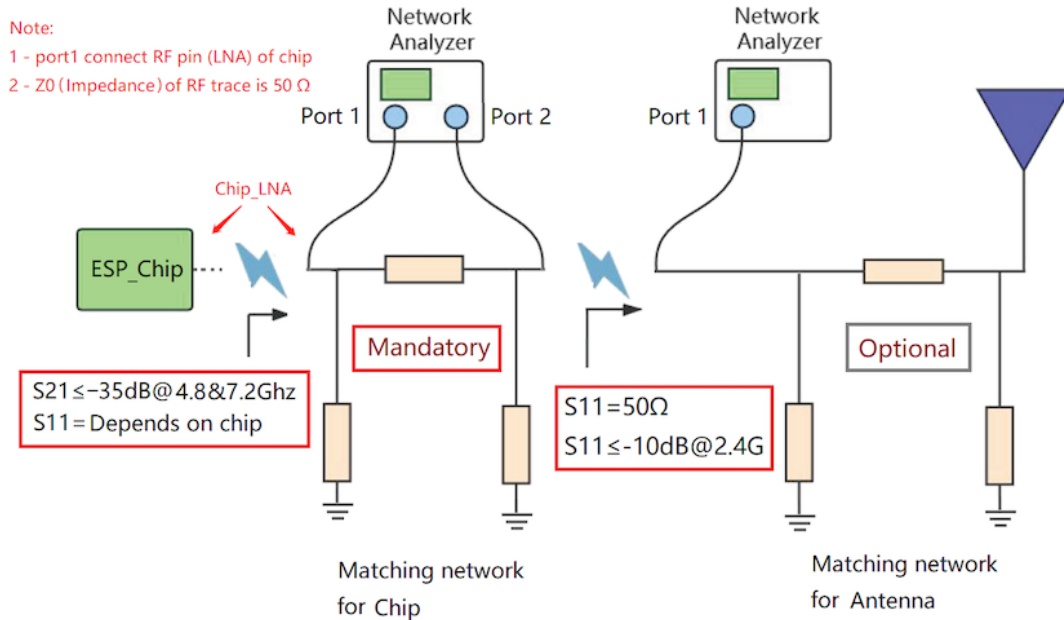 Note:
1 - port1 connect RF pin (LNA) of chip
2 - Z0(Impedance) of RF trace is 50 Ω
Network
Analyzer
Port 1
Port 2
Network
Analyzer
Port 1
Chip_LNA
ESP_Chip
Mandatory
Optional
S21≤-35dB@4.8&7.2Ghz
S11=Depends on chip
S11=50Ω
S11≤-10dB@2.4G
Matching network
for Chip
Matching network
for Antenna